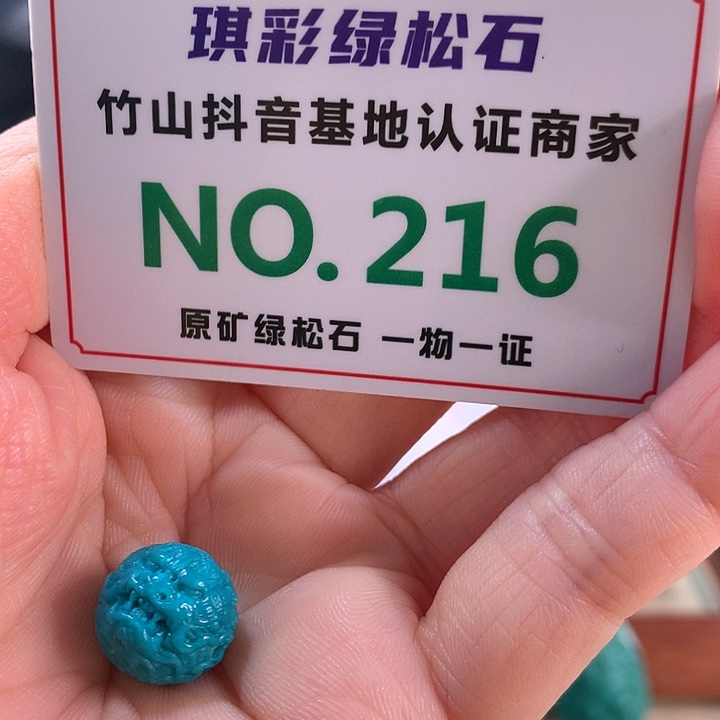 琪彩绿松石
竹山抖音基地认证商家
NO.216
原矿绿松石 一物一证